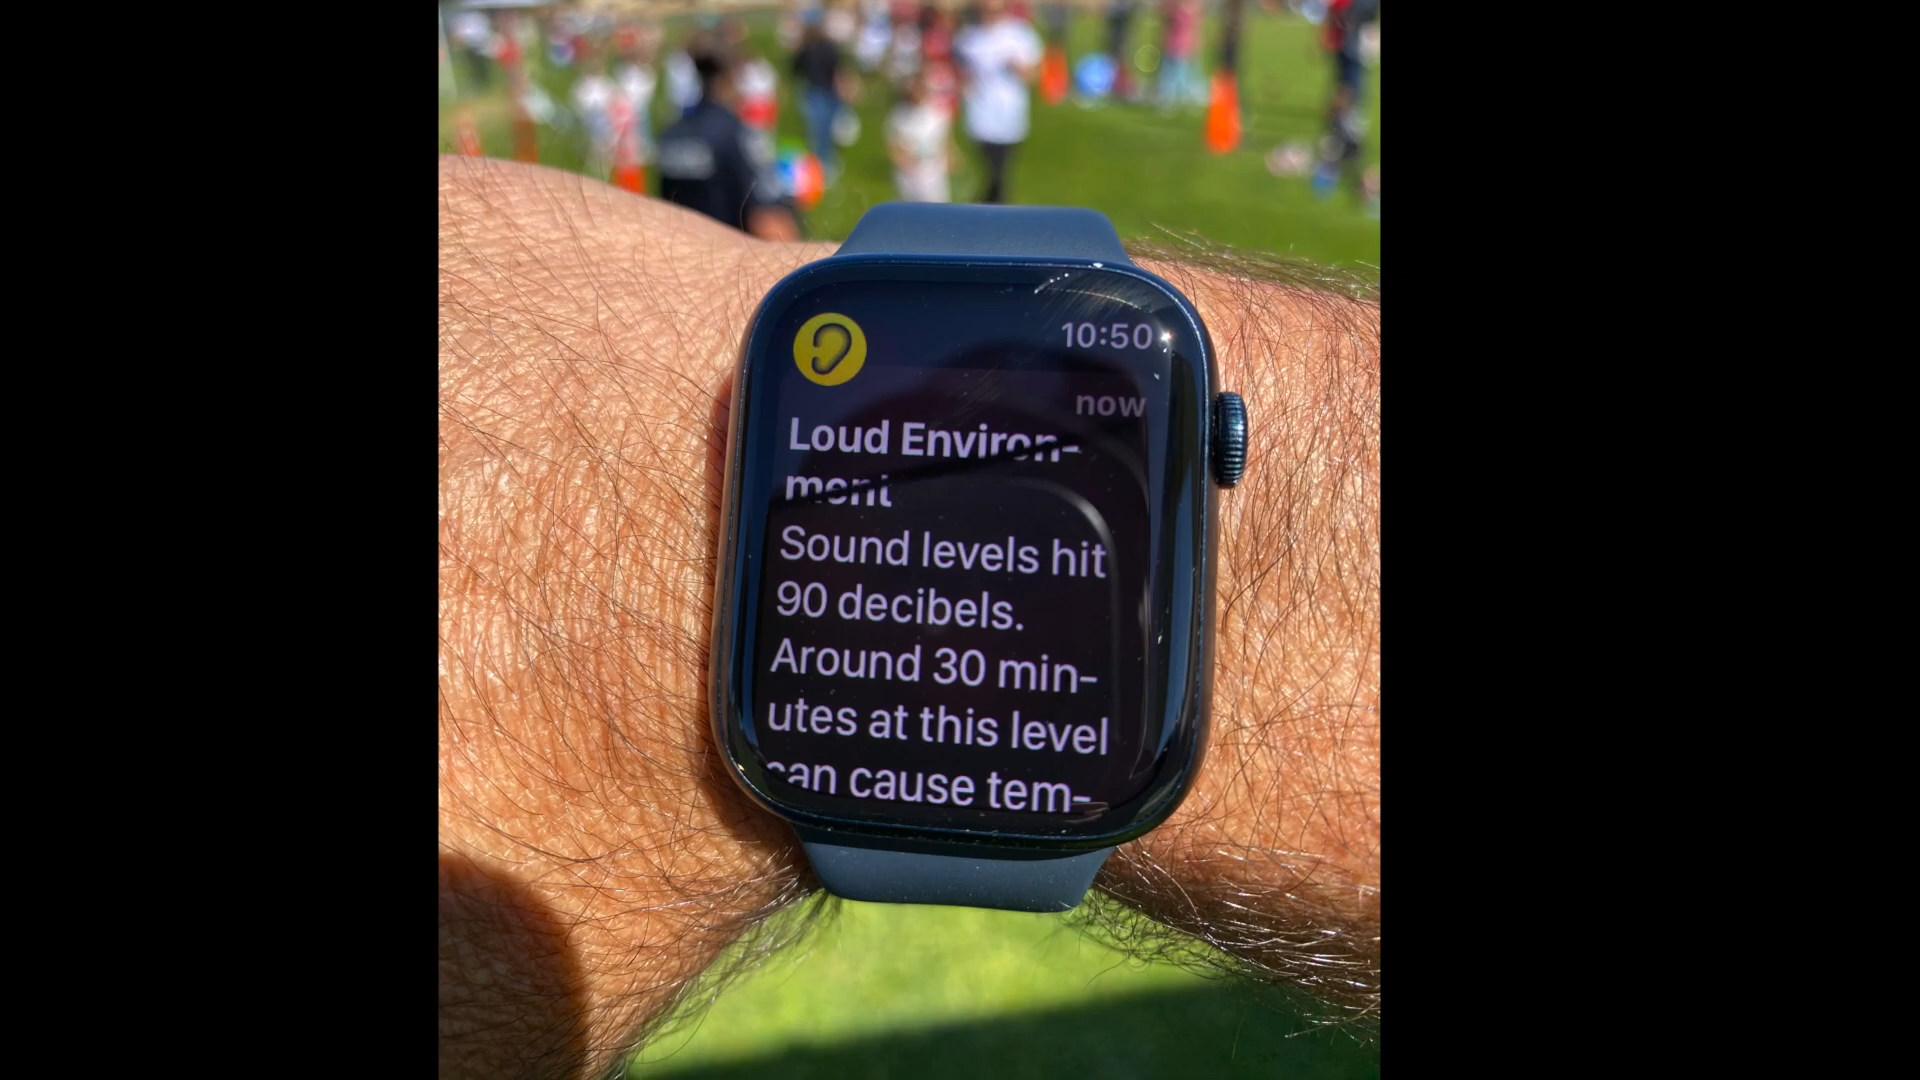 10:50
now
Loud Environ-
ment
Sound levels hit
90 decibels.
Around 30 min-
utes at this level
can cause tem-